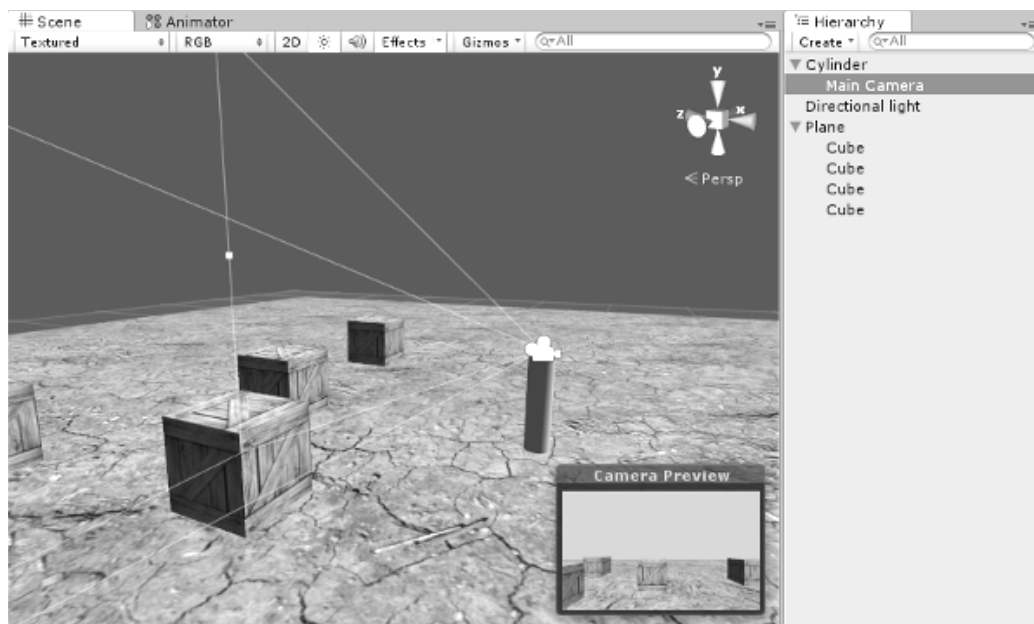 Scene Animator
Textured RGB 2D Effects Gizmos All
y
z x
Persp
Camera Preview
Hierarchy
Create All
Cylinder
Main Camera
Directional light
Plane
Cube
Cube
Cube
Cube